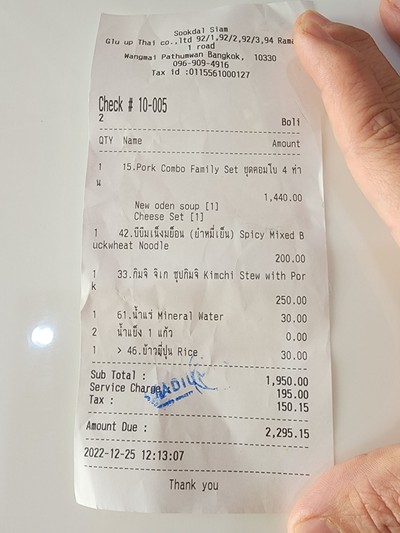 Sookdal Siam
Glu up Thai co.,ltd 92/1,92/2,92/3,94 Rama
1 road
Wangmai Pathumwan Bangkok, 10330
096-909-4916
Tax id :0115561000127
Check # 10-005
2 Boli
QTY Name Amount
1 15.Pork Combo Family Set ชุดคอมโบ 4 ท่า
น
1,440.00
New oden soup [1]
Cheese Set [1]
1 42.บิบิมเน็งมยอน (ยำหมี่เย็น) Spicy Mixed B
uckwheat Noodle
200.00
1 33.กิมจิ จิเก ซุปกิมจิ Kimchi Stew with Por
k
250.00
1 61.น้ำแร่ Mineral Water 30.00
2 น้ำแข็ง 1 แก้ว 0.00
1 > 46.ข้าวญี่ปุ่น Rice 30.00
Sub Total : 1,950.00
Service Charge 195.00
Tax : 150.15
Amount Due : 2,295.15
2022-12-25 12:13:07
Thank you